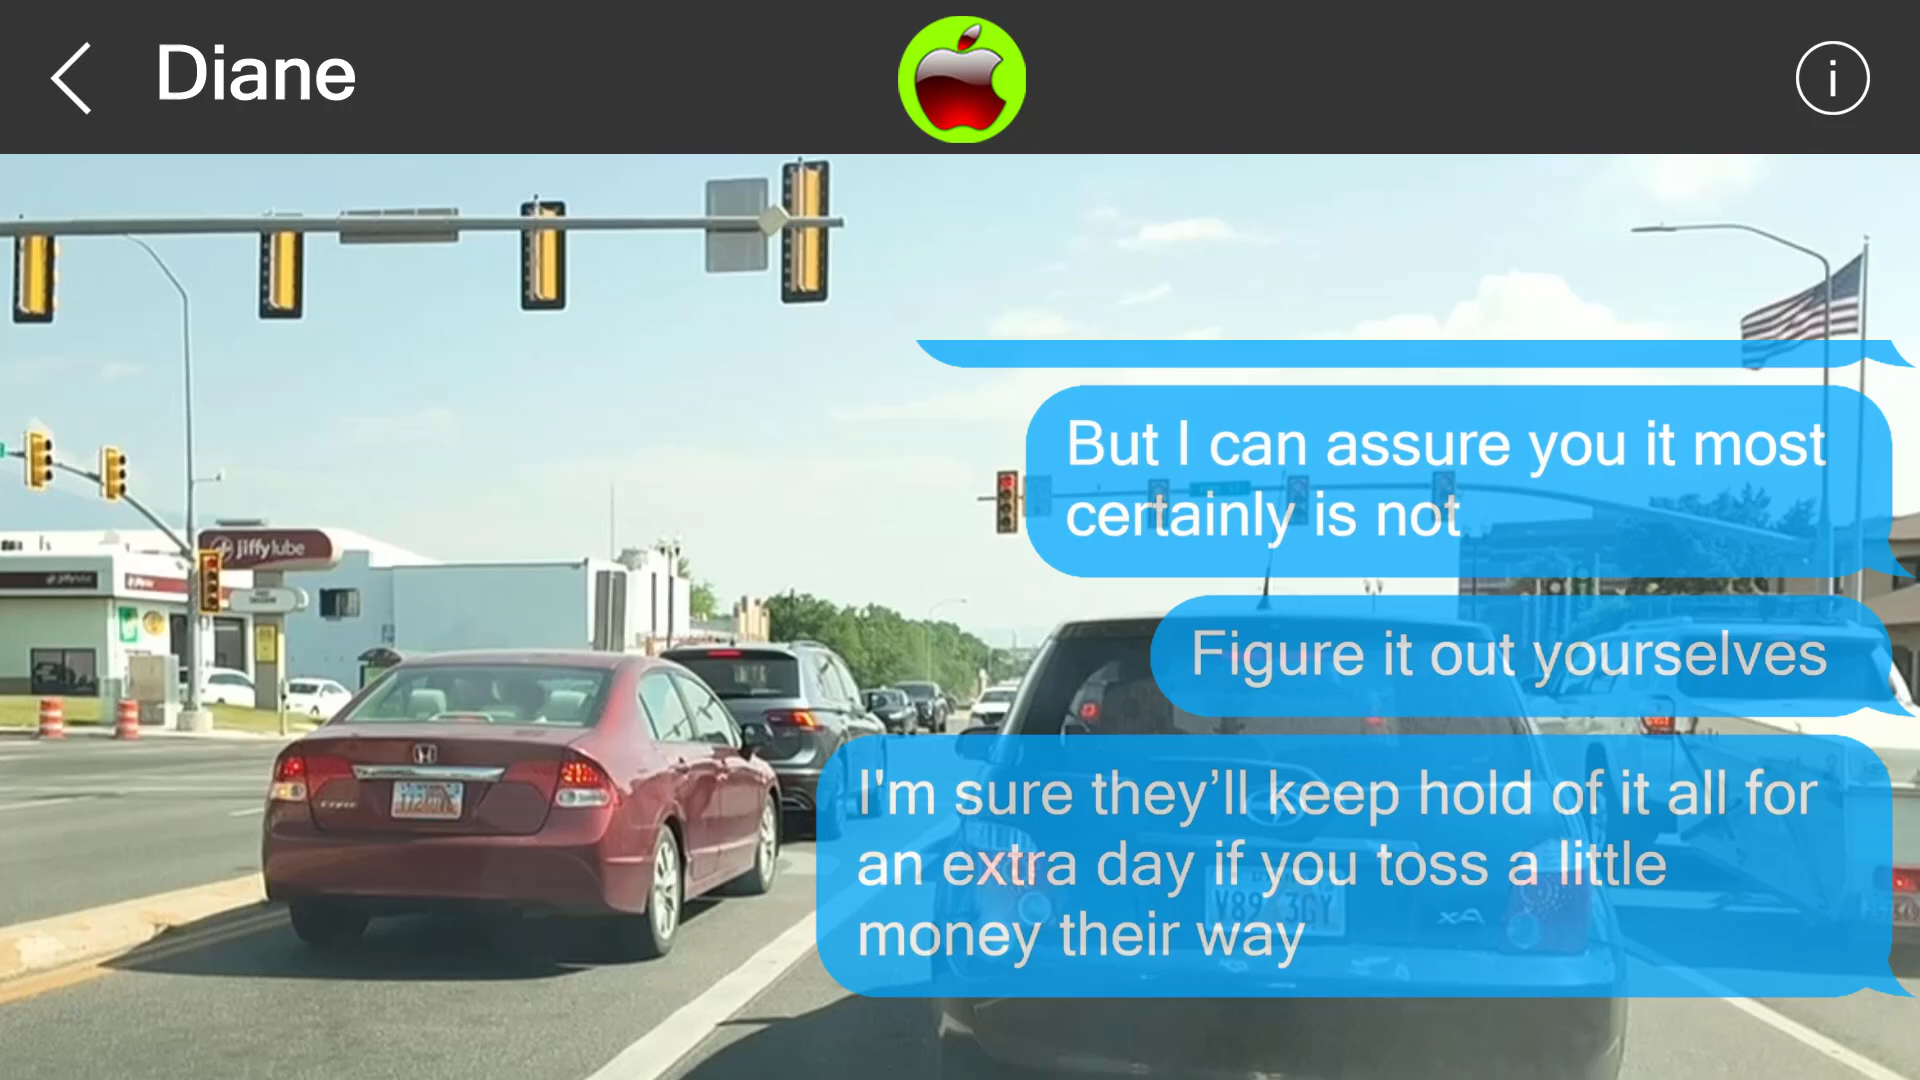 Diane
i
But I can assure you it most
certainly is not
jiffy lube
Figure it out yourselves
I'm sure they’ll keep hold of it all for
an extra day if you toss a little
money their way
xA